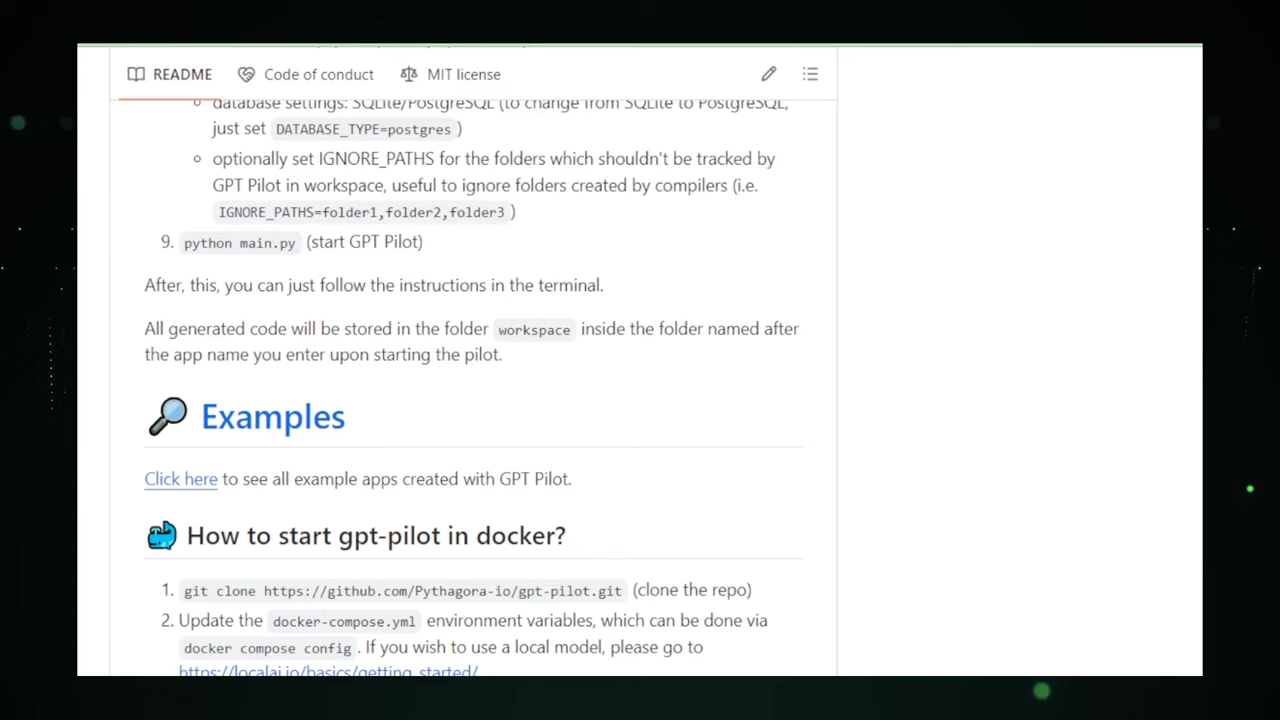 README Code of conduct MIT license
database settings: SQLite/PostgreSQL (to change from SQLite to PostgreSQL,
just set DATABASE_TYPE=postgres )
optionally set IGNORE_PATHS for the folders which shouldn't be tracked by
GPT Pilot in workspace, useful to ignore folders created by compilers (i.e.
IGNORE_PATHS=folder1,folder2,folder3 )
9. python main.py (start GPT Pilot)
After, this, you can just follow the instructions in the terminal.
All generated code will be stored in the folder workspace inside the folder named after
the app name you enter upon starting the pilot.
Examples
Click here to see all example apps created with GPT Pilot.
How to start gpt-pilot in docker?
1. git clone https://github.com/Pythagora-io/gpt-pilot.git (clone the repo)
2. Update the docker-compose.yml environment variables, which can be done via
docker compose config . If you wish to use a local model, please go to
https://localai.io/basics/getting_started/